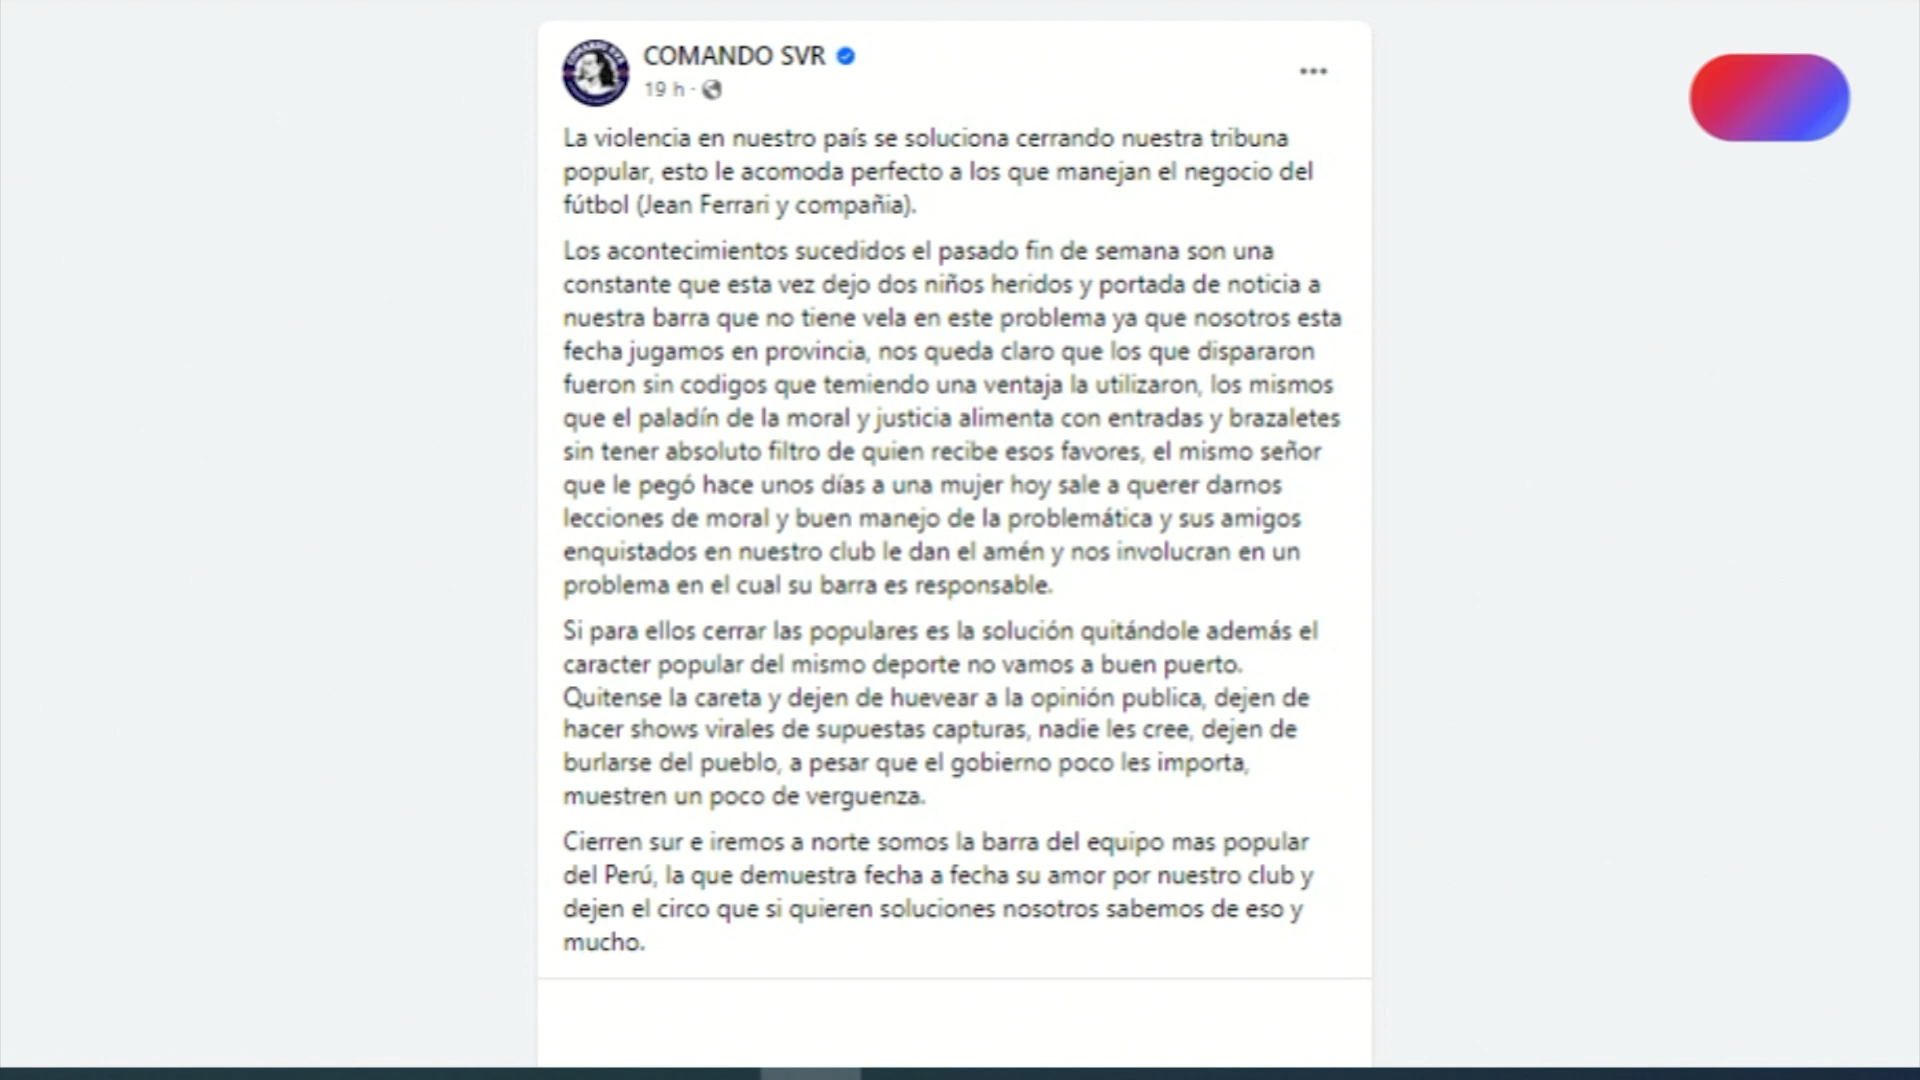 COMANDO SVR
19 h ·
La violencia en nuestro país se soluciona cerrando nuestra tribuna
popular, esto le acomoda perfecto a los que manejan el negocio del
fútbol (Jean Ferrari y compañia).
Los acontecimientos sucedidos el pasado fin de semana son una
constante que esta vez dejo dos niños heridos y portada de noticia a
nuestra barra que no tiene vela en este problema ya que nosotros esta
fecha jugamos en provincia, nos queda claro que los que dispararon
fueron sin codigos que temiendo una ventaja la utilizaron, los mismos
que el paladín de la moral y justicia alimenta con entradas y brazaletes
sin tener absoluto filtro de quien recibe esos favores, el mismo señor
que le pegó hace unos días a una mujer hoy sale a querer darnos
lecciones de moral y buen manejo de la problemática y sus amigos
enquistados en nuestro club le dan el amén y nos involucran en un
problema en el cual su barra es responsable.
Si para ellos cerrar las populares es la solución quitándole además el
caracter popular del mismo deporte no vamos a buen puerto.
Quitense la careta y dejen de huevear a la opinión publica, dejen de
hacer shows virales de supuestas capturas, nadie les cree, dejen de
burlarse del pueblo, a pesar que el gobierno poco les importa,
muestren un poco de verguenza.
Cierren sur e iremos a norte somos la barra del equipo mas popular
del Perú, la que demuestra fecha a fecha su amor por nuestro club y
dejen el circo que si quieren soluciones nosotros sabemos de eso y
mucho.